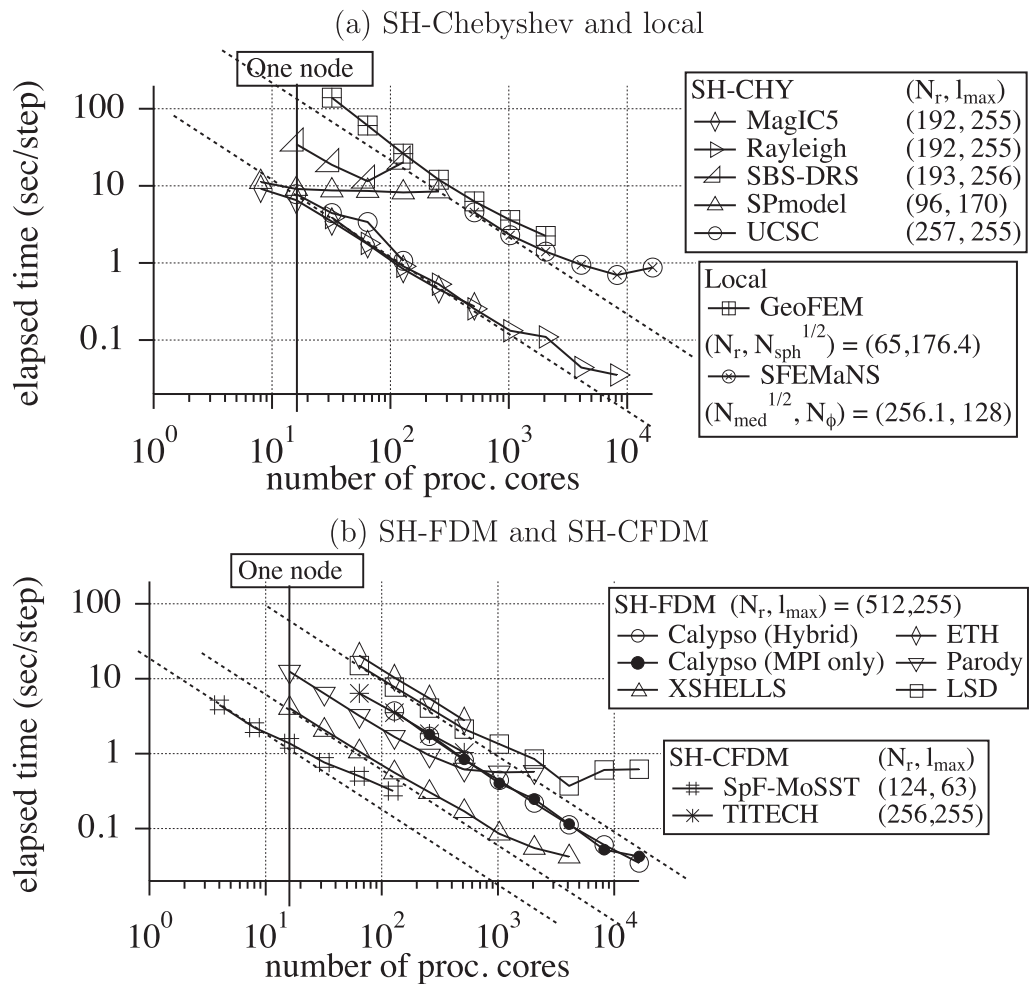 (a) SH-Chebyshev and local
One node
elapsed time (sec/step)
100
10
1
0.1
10^0 10^1 10^2 10^3 10^4
number of proc. cores
SH-CHY (N_r, l_max)
MagIC5 (192, 255)
Rayleigh (192, 255)
SBS-DRS (193, 256)
SPmodel (96, 170)
UCSC (257, 255)
Local
GeoFEM
(N_r, N_sph^1/2) = (65,176.4)
SFEMaNS
(N_med^1/2, N_ϕ) = (256.1, 128)
(b) SH-FDM and SH-CFDM
One node
elapsed time (sec/step)
100
10
1
0.1
10^0 10^1 10^2 10^3 10^4
number of proc. cores
SH-FDM (N_r, l_max) = (512,255)
Calypso (Hybrid) ETH
Calypso (MPI only) Parody
XSHELLS LSD
SH-CFDM (N_r, l_max)
SpF-MoSST (124, 63)
TITECH (256,255)